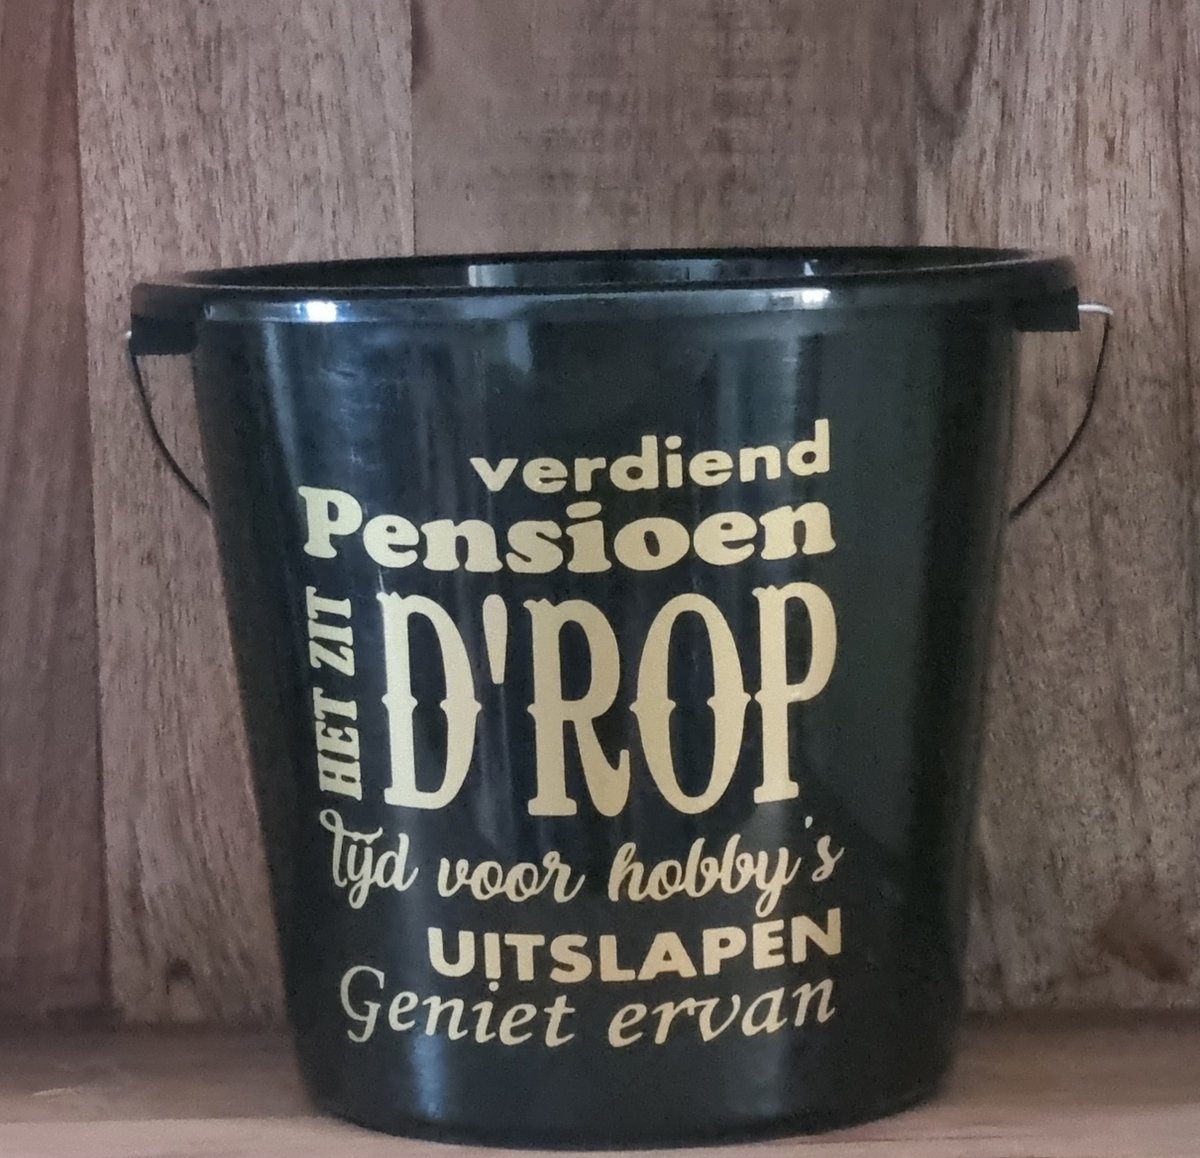 verdiend
Pensioen
HET ZIT
D'ROP
Tijd voor hobby's
UITSLAPEN
Geniet ervan